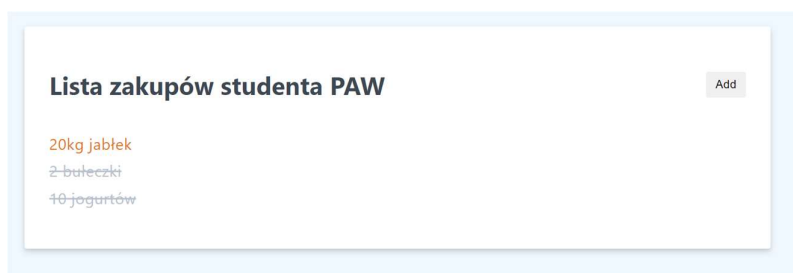 Lista zakupów studenta PAW
Add
20kg jabłek
2 bułeczki
10 jogurtów